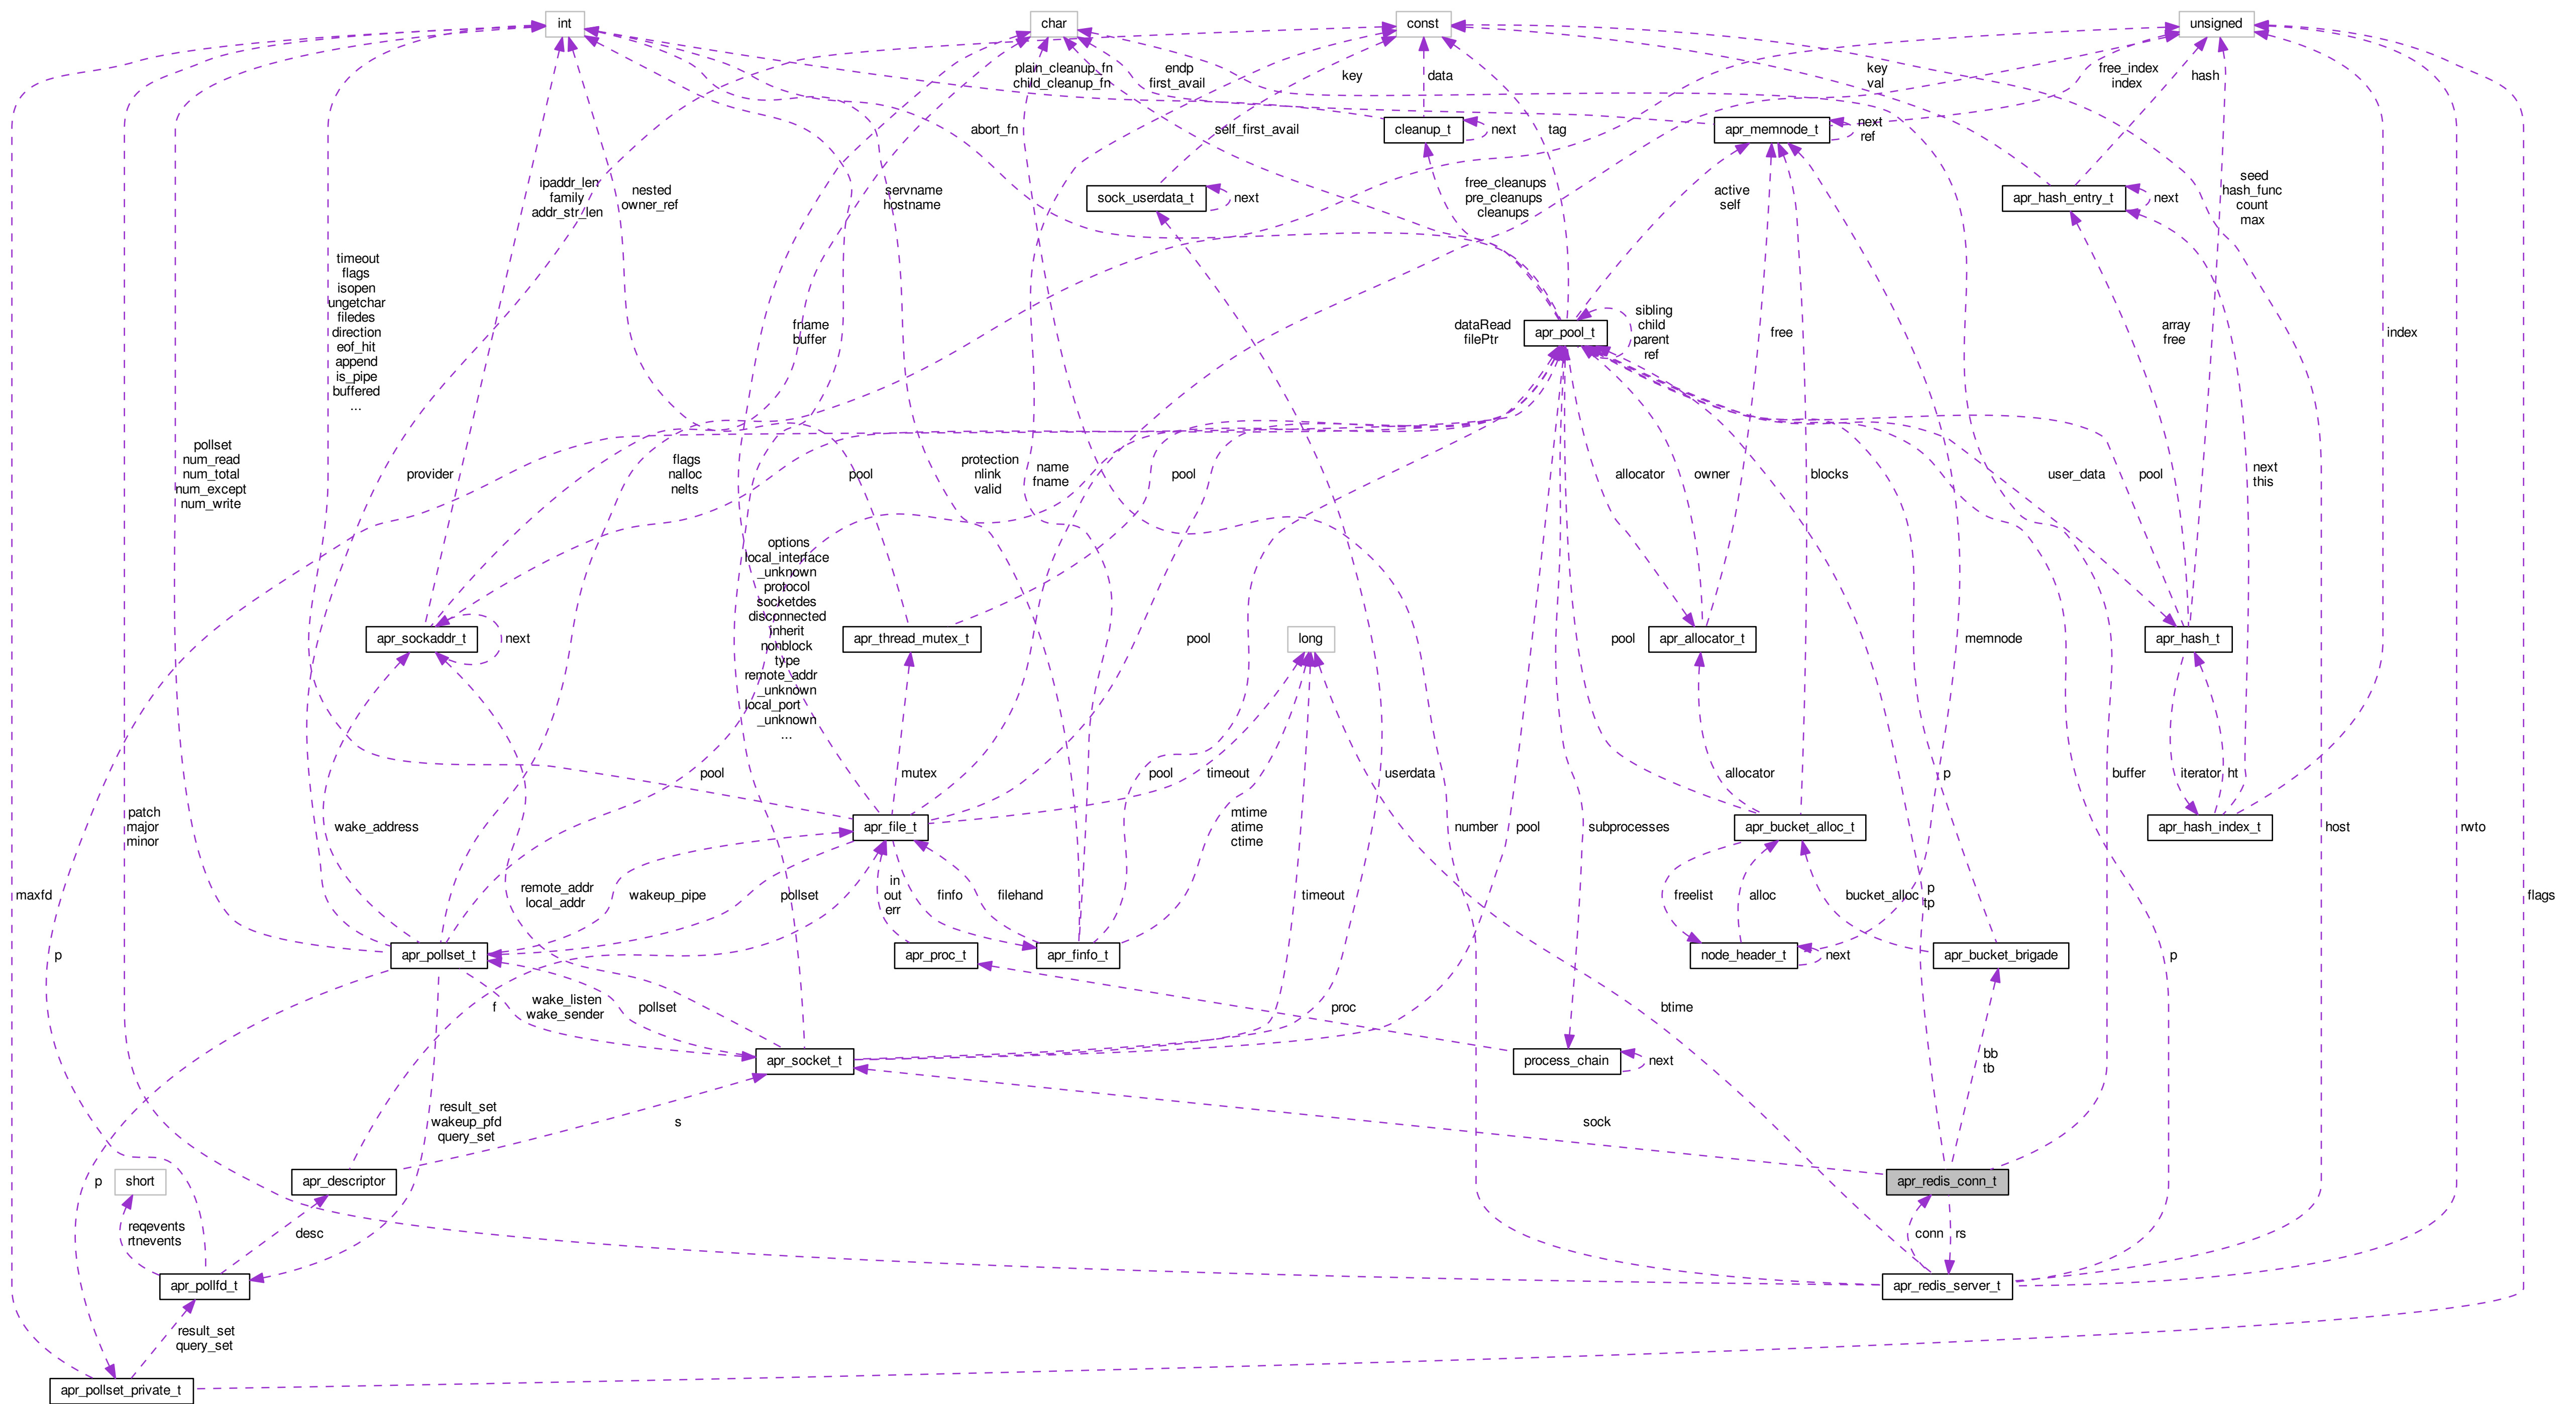 int
char
const
unsigned
plain_cleanup_fn
child_cleanup_fn
endp
first_avail
key
data
key
val
free_index
index
hash
abort_fn
self_first_avail
cleanup_t
next
tag
apr_memnode_t
next
ref
ipaddr_len
family
addr_str_len
nested
owner_ref
servname
hostname
sock_userdata_t
next
free_cleanups
pre_cleanups
cleanups
active
self
apr_hash_entry_t
next
seed
hash_func
count
max
timeout
flags
isopen
ungetchar
filedes
direction
eof_hit
append
is_pipe
buffered
...
fname
buffer
dataRead
filePtr
apr_pool_t
sibling
child
parent
ref
free
array
free
index
pollset
num_read
num_total
num_except
num_write
provider
flags
nalloc
nelts
pool
protection
nlink
valid
name
fname
pool
allocator
owner
blocks
user_data
pool
next
this
options
local_interface
_unknown
protocol
socketdes
disconnected
inherit
nonblock
type
remote_addr
_unknown
local_port
_unknown
...
apr_sockaddr_t
next
apr_thread_mutex_t
pool
long
pool
apr_allocator_t
memnode
apr_hash_t
patch
major
minor
wake_address
pool
mutex
apr_file_t
pool
timeout
mtime
atime
ctime
userdata
number
pool
subprocesses
allocator
apr_bucket_alloc_t
p
buffer
iterator
ht
apr_hash_index_t
host
rwto
maxfd
remote_addr
local_addr
wakeup_pipe
pollset
in
out
err
finfo
filehand
timeout
freelist
alloc
bucket_alloc
p
tp
flags
p
apr_pollset_t
apr_proc_t
apr_finfo_t
node_header_t
next
apr_bucket_brigade
p
f
wake_listen
wake_sender
pollset
proc
btime
apr_socket_t
process_chain
next
bb
tb
result_set
wakeup_pfd
query_set
s
sock
p
short
apr_descriptor
apr_redis_conn_t
reqevents
rtnevents
desc
conn
rs
apr_pollfd_t
apr_redis_server_t
result_set
query_set
apr_pollset_private_t